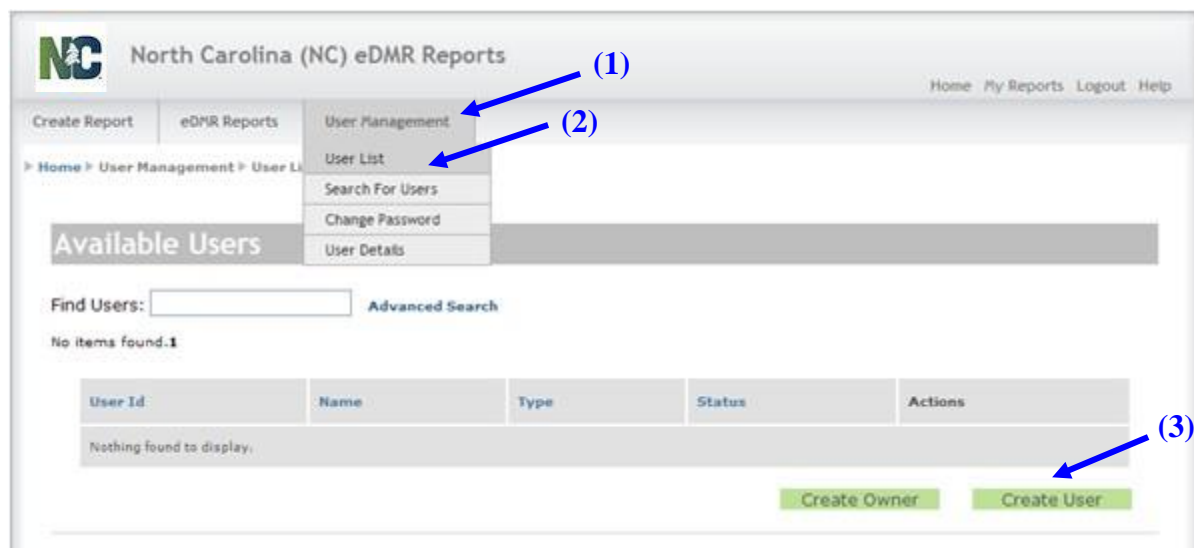 NC North Carolina (NC) eDMR Reports
(1)
Home My Reports Logout Help
Create Report eDMR Reports User Management
(2)
Home User Management User Li
User List
Search For Users
Change Password
User Details
Available Users
Find Users: Advanced Search
No items found.1
User Id Name Type Status Actions
Nothing found to display.
(3)
Create Owner Create User